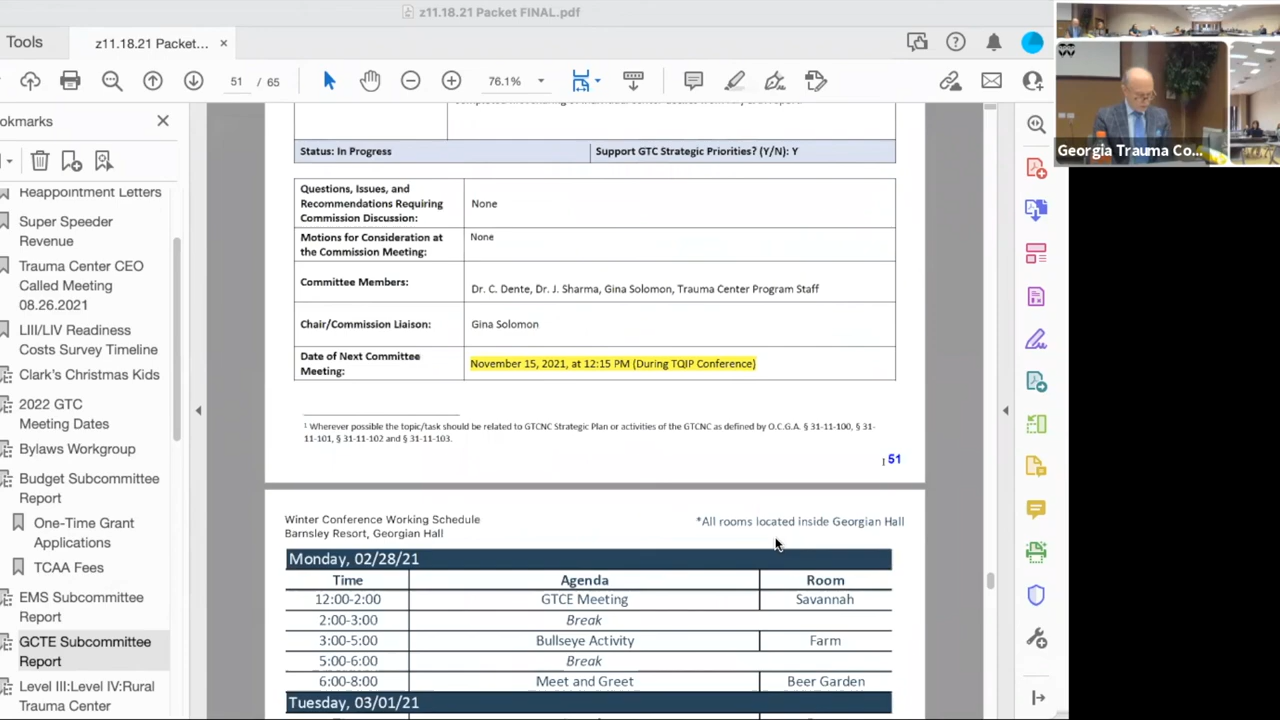 z11.18.21 Packet FINAL.pdf
Tools
z11.18.21 Packet... ×
51 / 65
76.1%
okmarks
Reappointment Letters
Super Speeder
Revenue
Trauma Center CEO
Called Meeting
08.26.2021
LIII/LIV Readiness
Costs Survey Timeline
Clark's Christmas Kids
2022 GTC
Meeting Dates
Bylaws Workgroup
Budget Subcommittee
Report
One-Time Grant
Applications
TCAA Fees
EMS Subcommittee
Report
GCTE Subcommittee
Report
Level III:Level IV:Rural
Trauma Center
Status: In Progress
Support GTC Strategic Priorities? (Y/N): Y
Questions, Issues, and
Recommendations Requiring
Commission Discussion:
None
Motions for Consideration at
the Commission Meeting:
None
Committee Members:
Dr. C. Dente, Dr. J. Sharma, Gina Solomon, Trauma Center Program Staff
Chair/Commission Liaison:
Gina Solomon
Date of Next Committee
Meeting:
November 15, 2021, at 12:15 PM (During TQIP Conference)
1 Wherever possible the topic/task should be related to GTCNC Strategic Plan or activities of the GTCNC as defined by O.C.G.A. § 31-11-100, § 31-
11-101, § 31-11-102 and § 31-11-103.
| 51
Winter Conference Working Schedule
Barnsley Resort, Georgian Hall
*All rooms located inside Georgian Hall
Monday, 02/28/21
Time Agenda Room
12:00-2:00 GTCE Meeting Savannah
2:00-3:00 Break
3:00-5:00 Bullseye Activity Farm
5:00-6:00 Break
6:00-8:00 Meet and Greet Beer Garden
Tuesday, 03/01/21
Georgia Trauma Co...